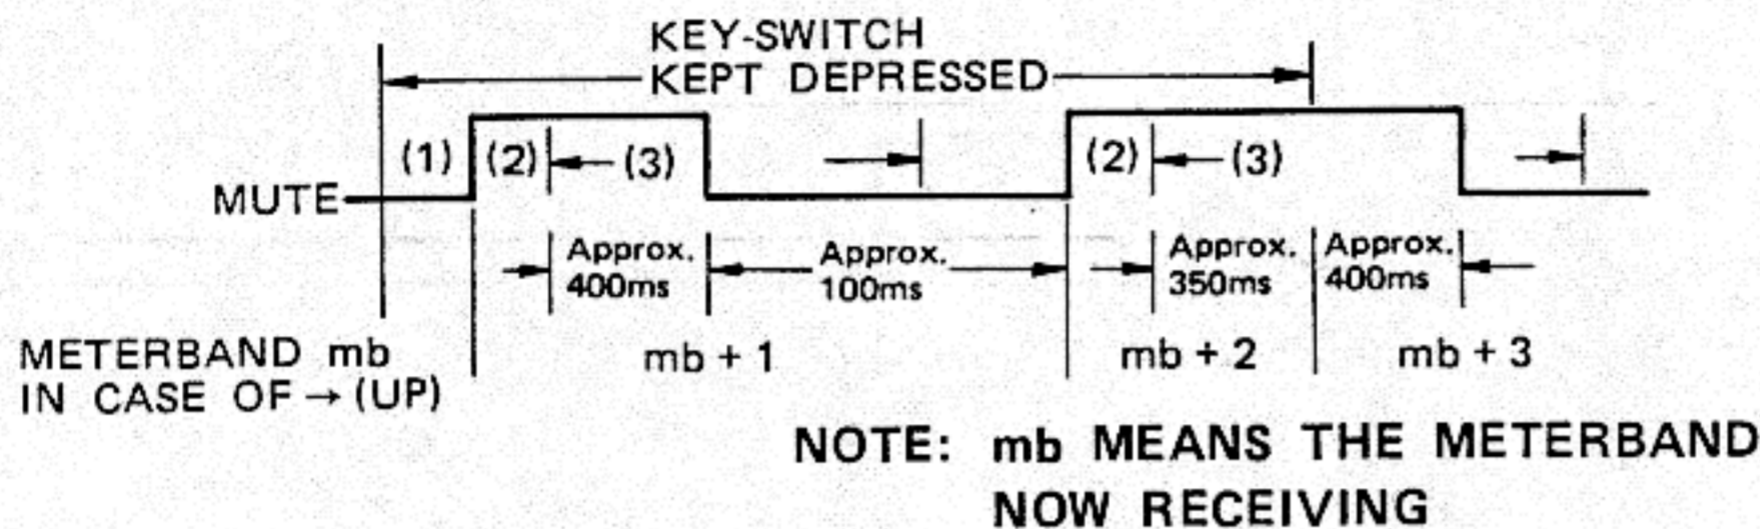 KEY-SWITCH
KEPT DEPRESSED
(1) (2) (3) (2) (3)
MUTE
Approx. Approx. Approx. Approx.
400ms 100ms 350ms 400ms
METERBAND mb mb + 1 mb + 2 mb + 3
IN CASE OF → (UP)
NOTE: mb MEANS THE METERBAND
NOW RECEIVING